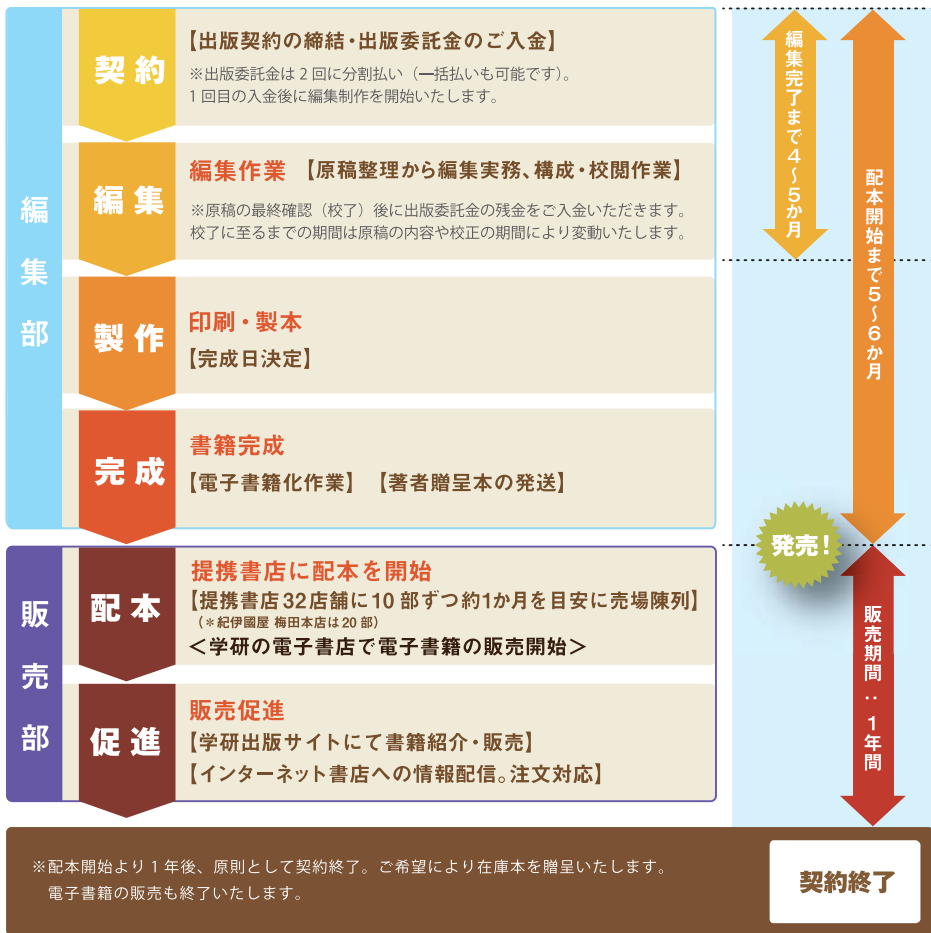 編集部
契約
【出版契約の締結・出版委託金のご入金】
※出版委託金は2回に分割払い（一括払いも可能です）。
1回目の入金後に編集制作を開始いたします。
編集
編集作業 【原稿整理から編集実務、構成・校閲作業】
※原稿の最終確認（校了）後に出版委託金の残金をご入金いただきます。
校了に至るまでの期間は原稿の内容や校正の期間により変動いたします。
製作
印刷・製本
【完成日決定】
完成
書籍完成
【電子書籍化作業】 【著者贈呈本の発送】
編集完了まで4〜5か月
配本開始まで5〜6か月
発売！
販売部
配本
提携書店に配本を開始
【提携書店32店舗に10部ずつ約1か月を目安に売場陳列】
（＊紀伊國屋 梅田本店は20部）
＜学研の電子書店で電子書籍の販売開始＞
促進
販売促進
【学研出版サイトにて書籍紹介・販売】
【インターネット書店への情報配信。注文対応】
販売期間：1年間
※配本開始より1年後、原則として契約終了。ご希望により在庫本を贈呈いたします。
電子書籍の販売も終了いたします。
契約終了